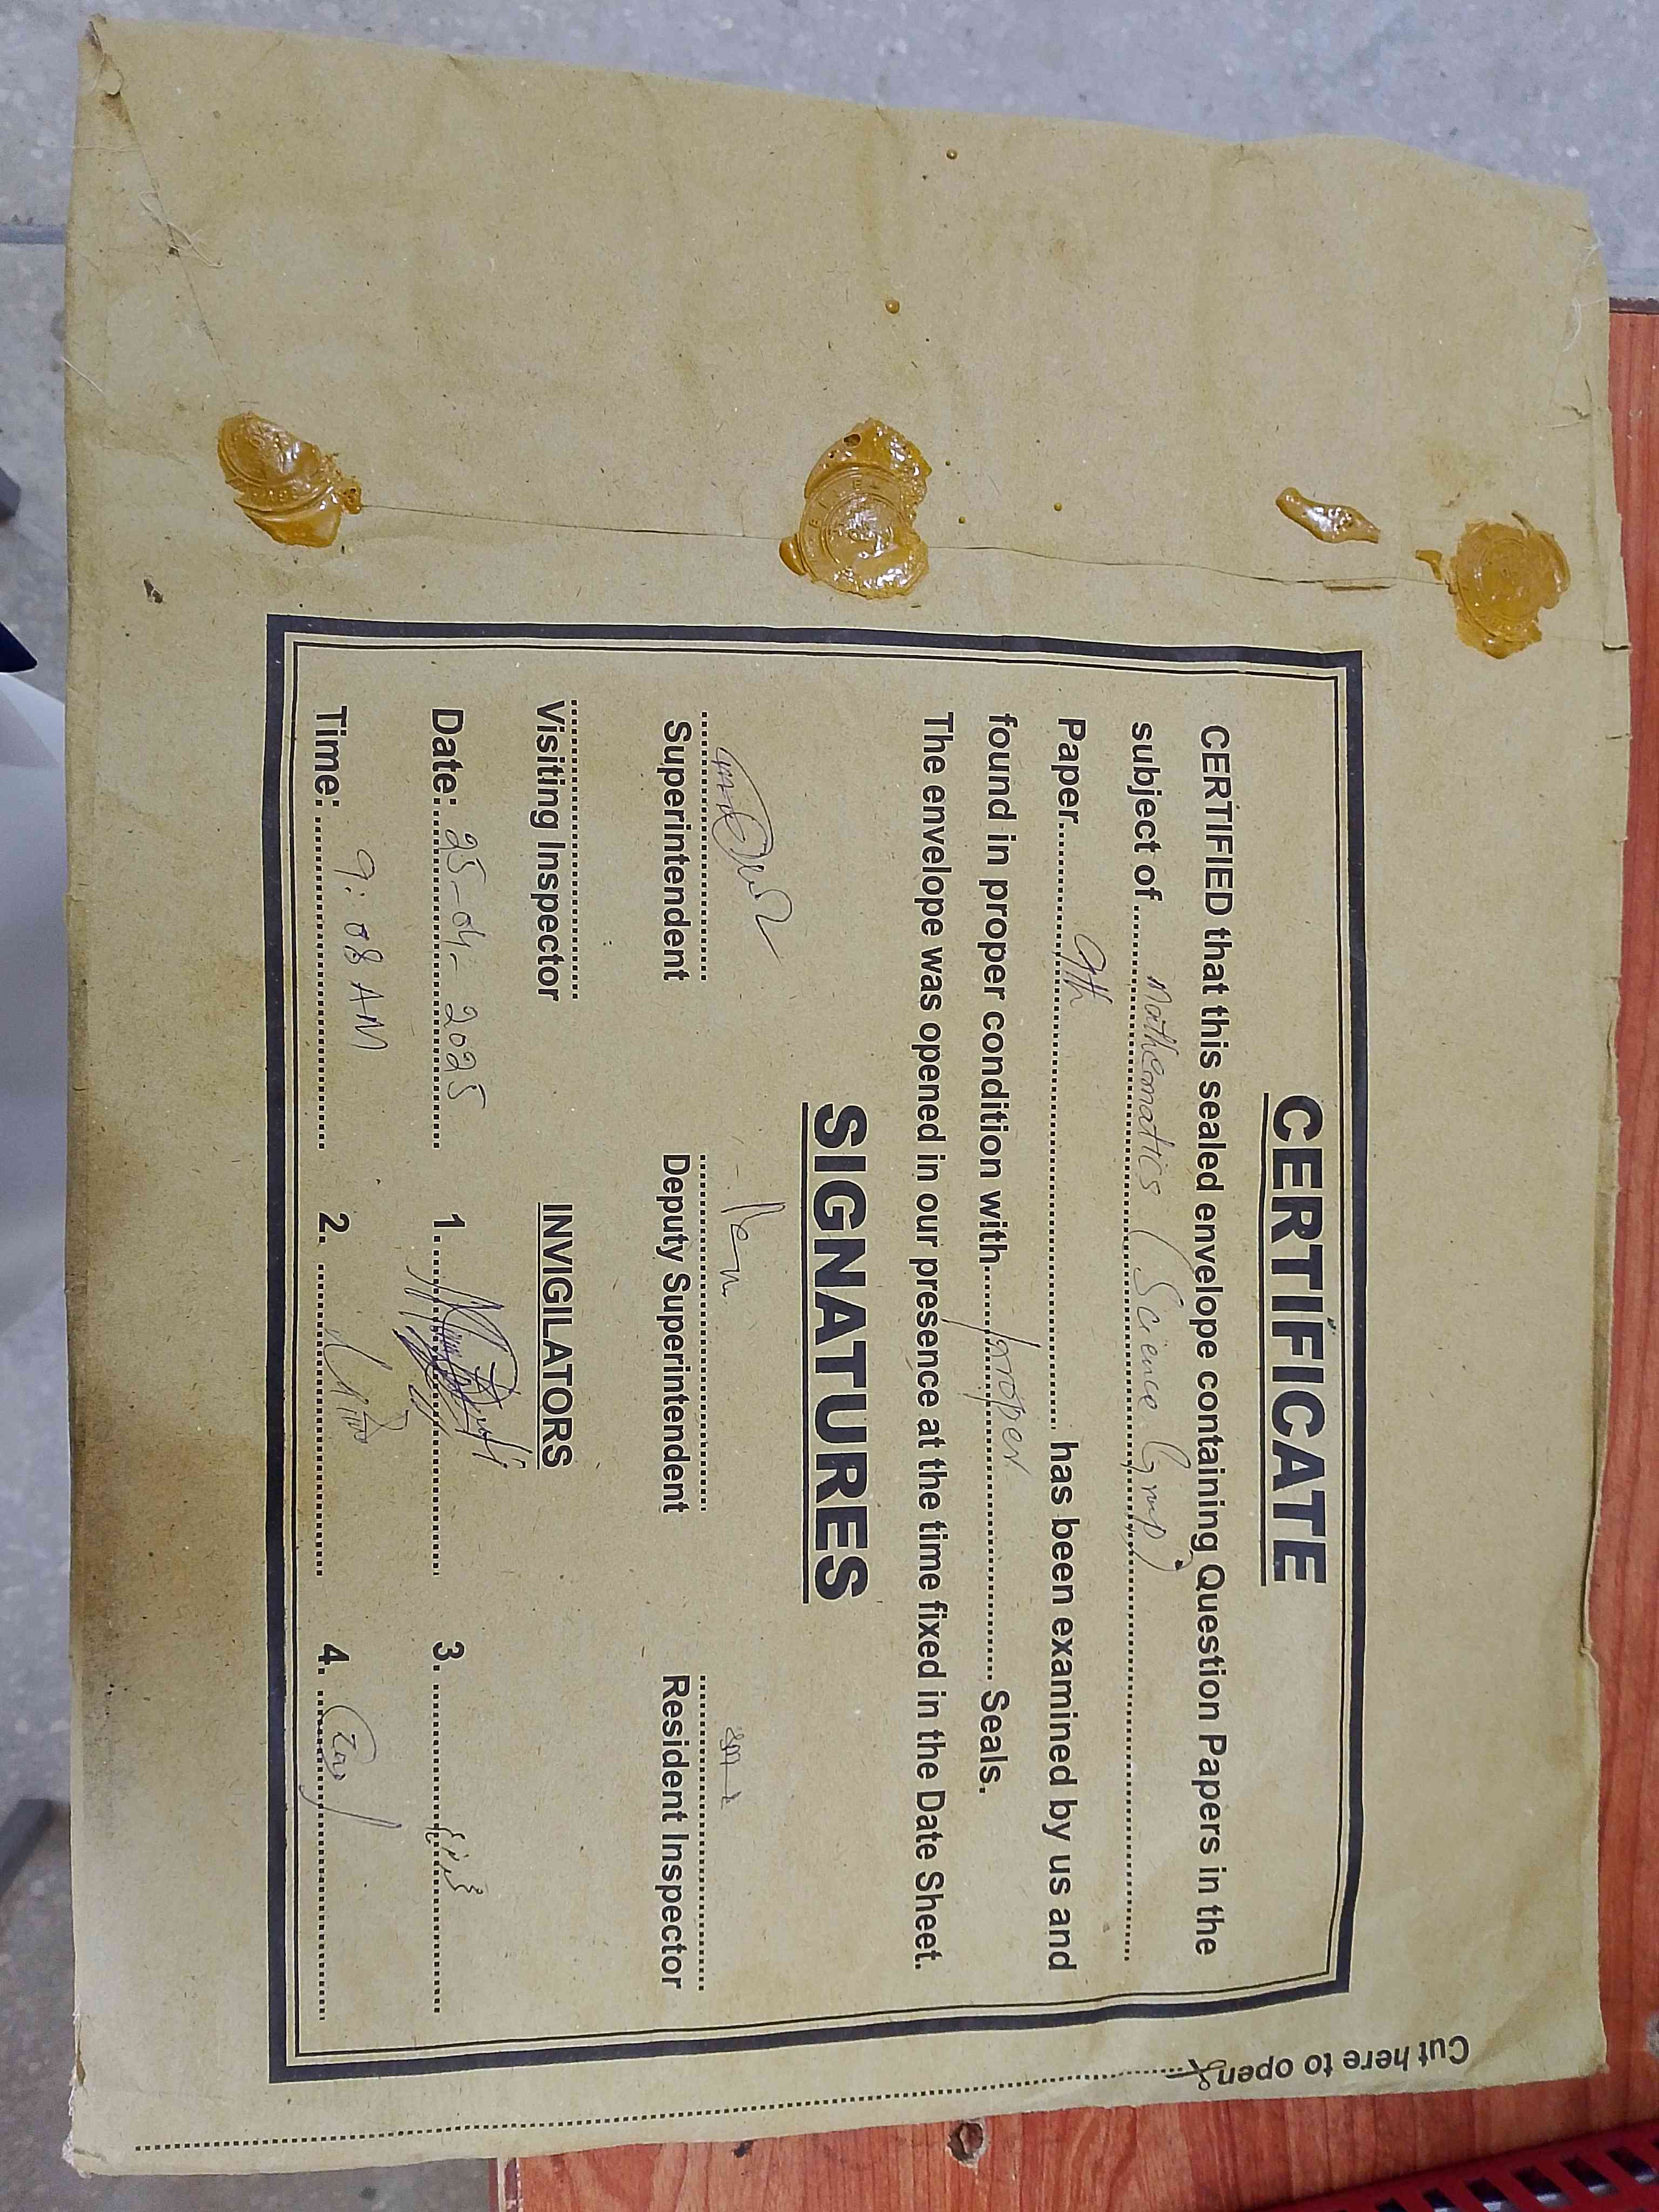 CERTIFICATE
CERTIFIED that this sealed envelope containing Question Papers in the
subject of Mathematics (Science Group)
Paper 9th has been examined by us and
found in proper condition with proper Seals.
The envelope was opened in our presence at the time fixed in the Date Sheet.
SIGNATURES
Superintendent Deputy Superintendent Resident Inspector
Visiting Inspector INVIGILATORS
Date: 25-04-2025 1. 3.
Time: 9:08 AM 2. 4.
Cut here to open